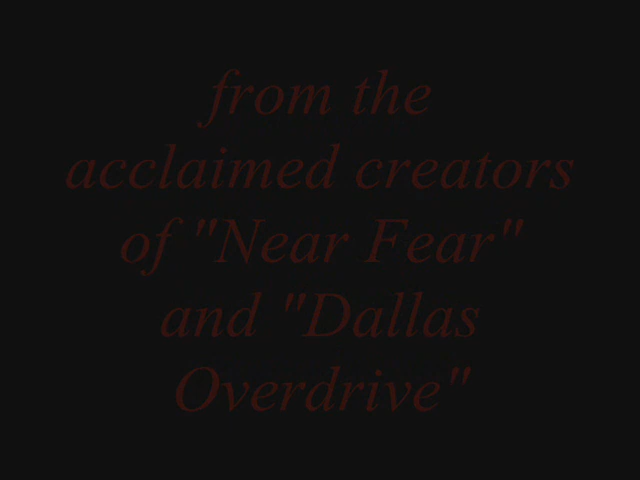 from the
acclaimed creators
of "Near Fear"
and "Dallas
Overdrive"